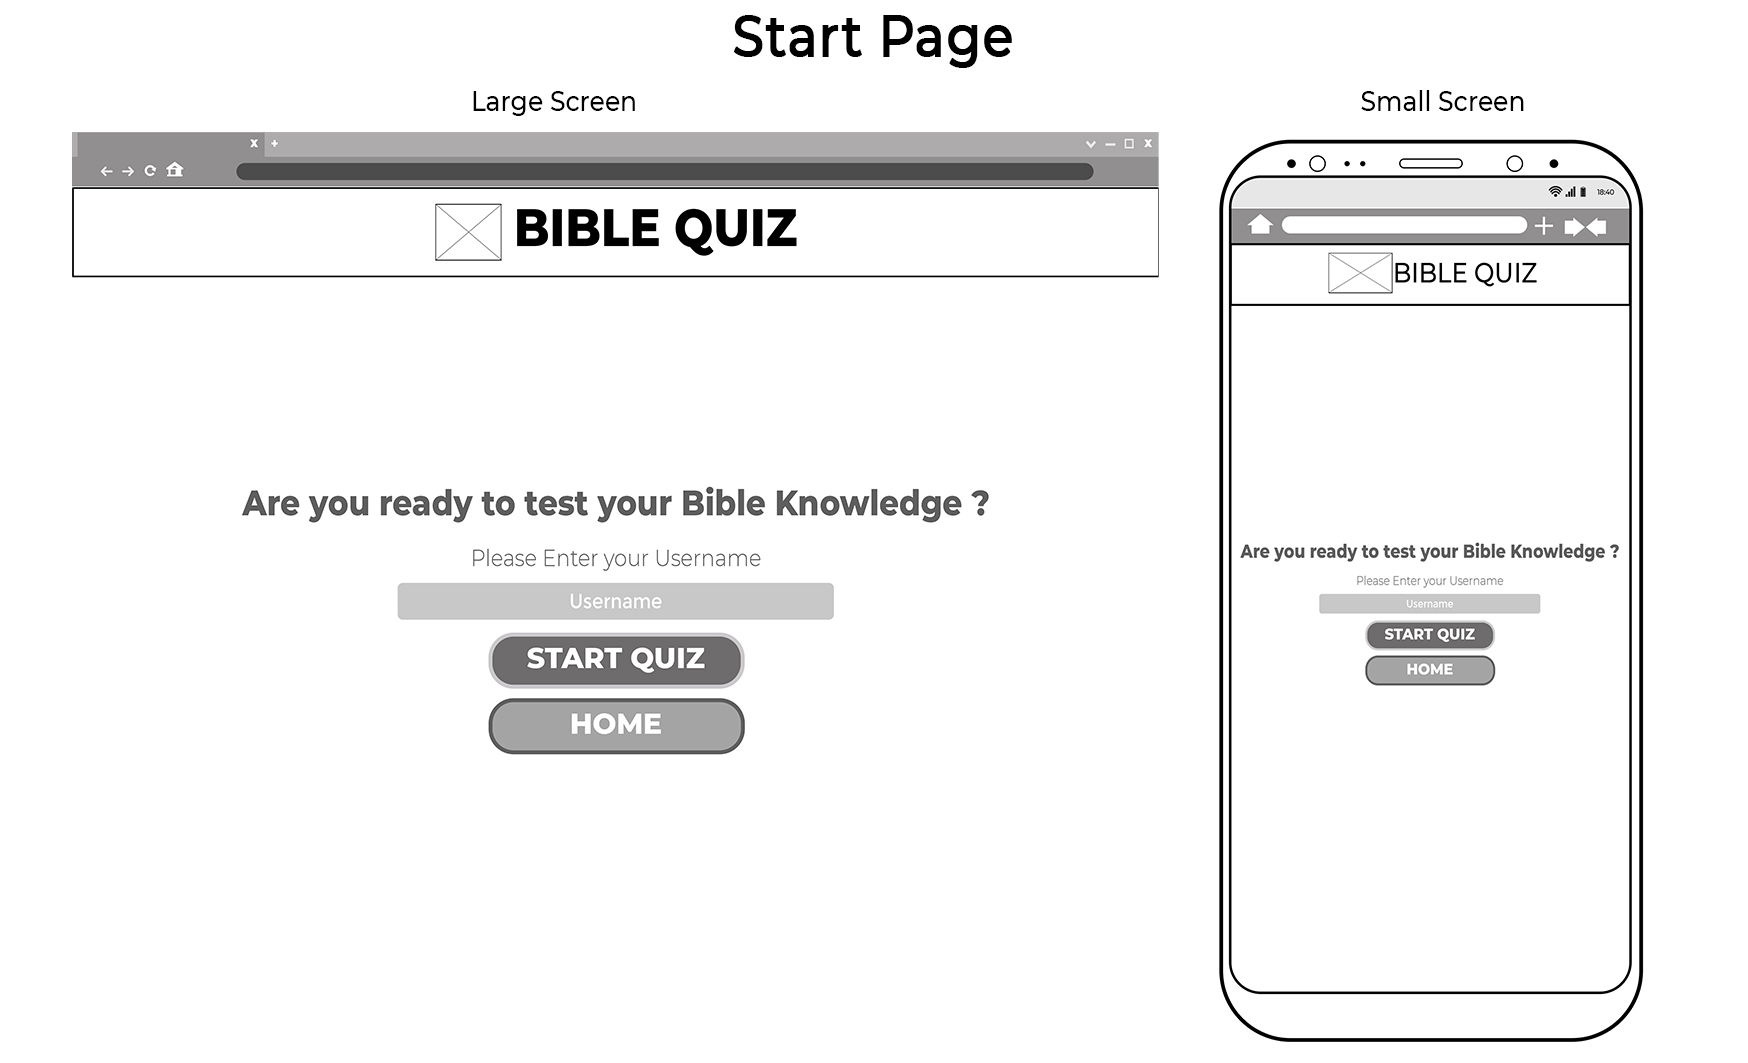 Start Page
Large Screen
BIBLE QUIZ
Are you ready to test your Bible Knowledge ?
Please Enter your Username
Username
START QUIZ
HOME
Small Screen
18:40
BIBLE QUIZ
Are you ready to test your Bible Knowledge ?
Please Enter your Username
Username
START QUIZ
HOME